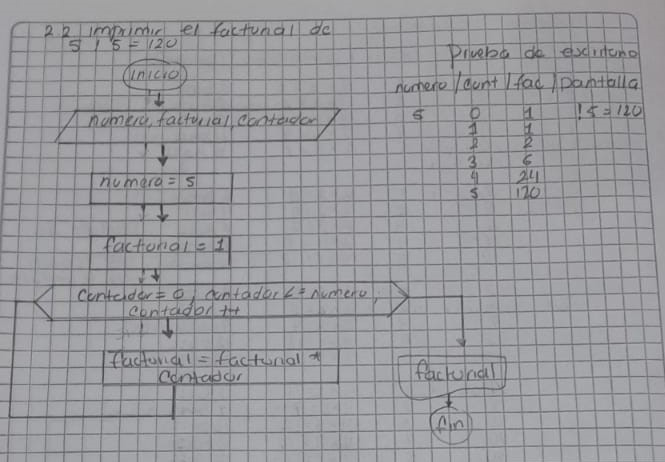 22 imprimir el factorial de
5 !5=120
Prueba de escritorio
inicio
numero/cont/fac/pantalla
numero, factorial, contador
5 0 1 !5=120
1 1
2 2
3 6
4 24
5 120
numero = 5
factorial = 1
contador = 0, contador <= numero,
contador ++
factorial = factorial *
contador
factorial
fin